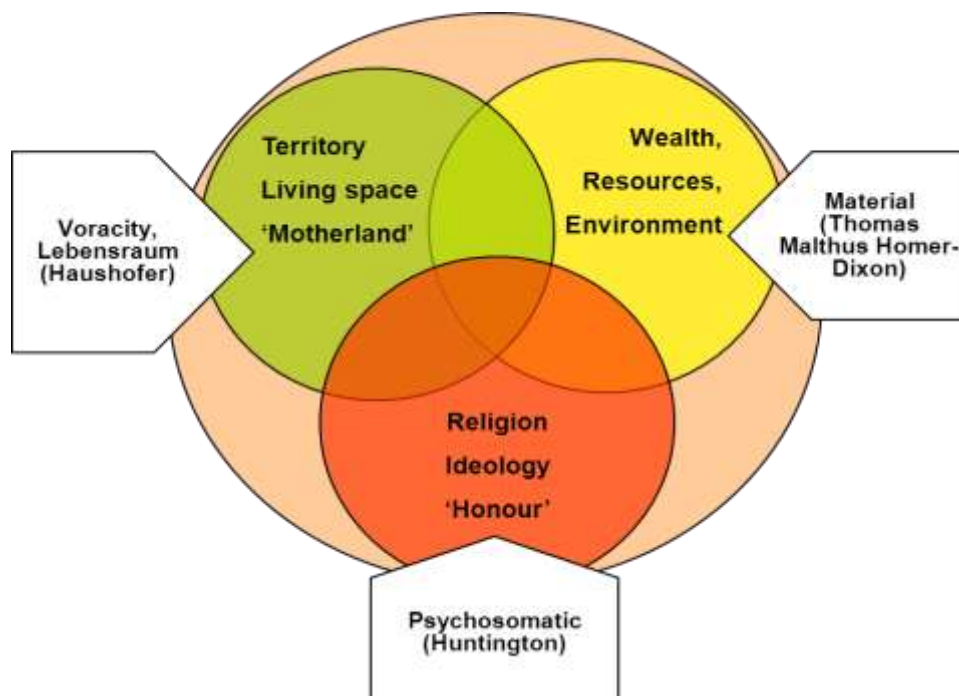 Territory
Living space
‘Motherland’
Wealth,
Resources,
Environment
Voracity,
Lebensraum
(Haushofer)
Material
(Thomas
Malthus Homer-
Dixon)
Religion
Ideology
‘Honour’
Psychosomatic
(Huntington)